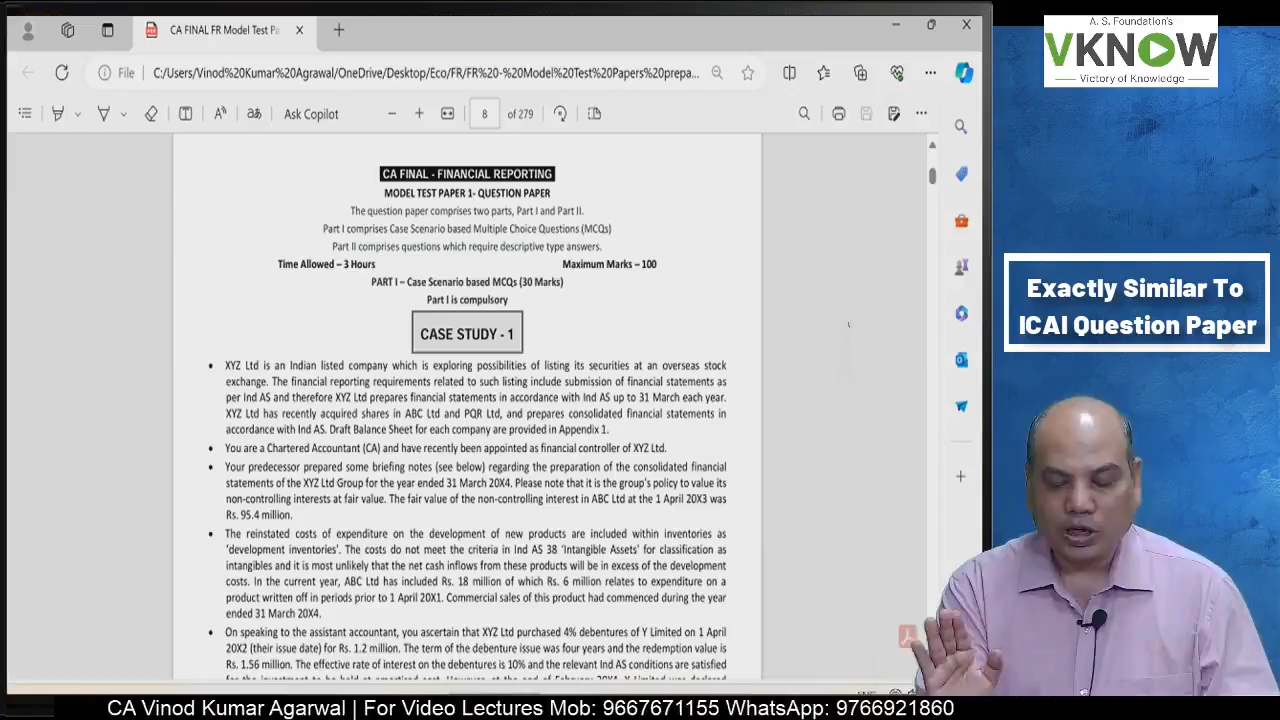 CA FINAL FR Model Test Pa
A. S. Foundation's
VKNOW
Victory of Knowledge
File
C:/Users/Vinod%20Kumar%20Agrawal/OneDrive/Desktop/Eco/FR/FR%20-%20Model%20Test%20Papers%20prepa...
Ask Copilot
8 of 279
CA FINAL - FINANCIAL REPORTING
MODEL TEST PAPER 1- QUESTION PAPER
The question paper comprises two parts, Part I and Part II.
Part I comprises Case Scenario based Multiple Choice Questions (MCQs)
Part II comprises questions which require descriptive type answers.
Time Allowed – 3 Hours Maximum Marks – 100
PART I – Case Scenario based MCQs (30 Marks)
Part I is compulsory
CASE STUDY - 1
• XYZ Ltd is an Indian listed company which is exploring possibilities of listing its securities at an overseas stock
exchange. The financial reporting requirements related to such listing include submission of financial statements as
per Ind AS and therefore XYZ Ltd prepares financial statements in accordance with Ind AS up to 31 March each year.
XYZ Ltd has recently acquired shares in ABC Ltd and PQR Ltd, and prepares consolidated financial statements in
accordance with Ind AS. Draft Balance Sheet for each company are provided in Appendix 1.
• You are a Chartered Accountant (CA) and have recently been appointed as financial controller of XYZ Ltd.
• Your predecessor prepared some briefing notes (see below) regarding the preparation of the consolidated financial
statements of the XYZ Ltd Group for the year ended 31 March 20X4. Please note that it is the group's policy to value its
non-controlling interests at fair value. The fair value of the non-controlling interest in ABC Ltd at the 1 April 20X3 was
Rs. 95.4 million.
• The reinstated costs of expenditure on the development of new products are included within inventories as
'development inventories'. The costs do not meet the criteria in Ind AS 38 'Intangible Assets' for classification as
intangibles and it is most unlikely that the net cash inflows from these products will be in excess of the development
costs. In the current year, ABC Ltd has included Rs. 18 million of which Rs. 6 million relates to expenditure on a
product written off in periods prior to 1 April 20X1. Commercial sales of this product had commenced during the year
ended 31 March 20X4.
• On speaking to the assistant accountant, you ascertain that XYZ Ltd purchased 4% debentures of Y Limited on 1 April
20X2 (their issue date) for Rs. 1.2 million. The term of the debenture issue was four years and the redemption value is
Rs. 1.56 million. The effective rate of interest on the debentures is 10% and the relevant Ind AS conditions are satisfied
Exactly Similar To
ICAI Question Paper
CA Vinod Kumar Agarwal | For Video Lectures Mob: 9667671155 WhatsApp: 9766921860